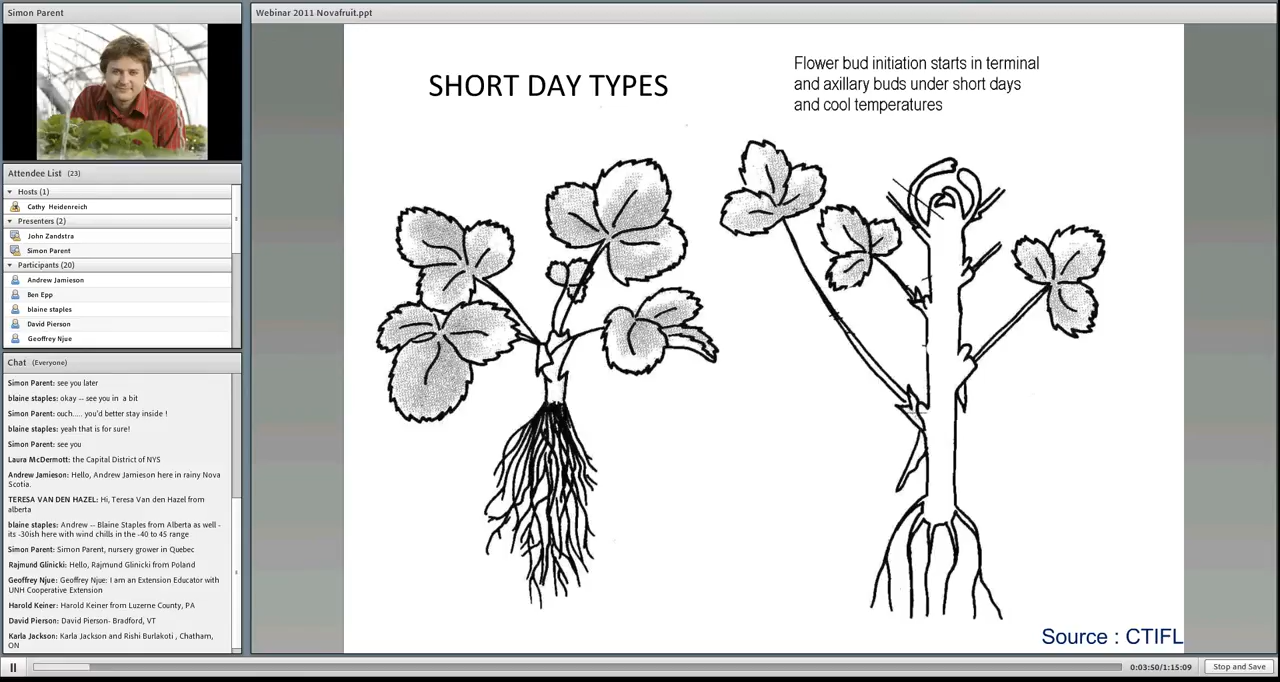 Simon Parent
Webinar 2011 Novafruit.ppt
Attendee List (23)
Hosts (1)
Cathy Heidenreich
Presenters (2)
John Zandstra
Simon Parent
Participants (20)
Andrew Jamieson
Ben Epp
blaine staples
David Pierson
Geoffrey Njue
Chat (Everyone)
Simon Parent: see you later
blaine staples: okay -- see you in a bit
Simon Parent: ouch..... you'd better stay inside !
blaine staples: yeah that is for sure!
Simon Parent: see you
Laura McDermott: the Capital District of NYS
Andrew Jamieson: Hello, Andrew Jamieson here in rainy Nova
Scotia.
TERESA VAN DEN HAZEL: Hi, Teresa Van den Hazel from
alberta
blaine staples: Andrew -- Blaine Staples from Alberta as well -
its -30ish here with wind chills in the -40 to 45 range
Simon Parent: Simon Parent, nursery grower in Quebec
Rajmund Glinicki: Hello, Rajmund Glinicki from Poland
Geoffrey Njue: Geoffrey Njue: I am an Extension Educator with
UNH Cooperative Extension
Harold Keiner: Harold Keiner from Luzerne County, PA
David Pierson: David Pierson- Bradford, VT
Karla Jackson: Karla Jackson and Rishi Burlakoti , Chatham,
ON
SHORT DAY TYPES
Flower bud initiation starts in terminal
and axillary buds under short days
and cool temperatures
Source : CTIFL
0:03:50/1:15:09
Stop and Save